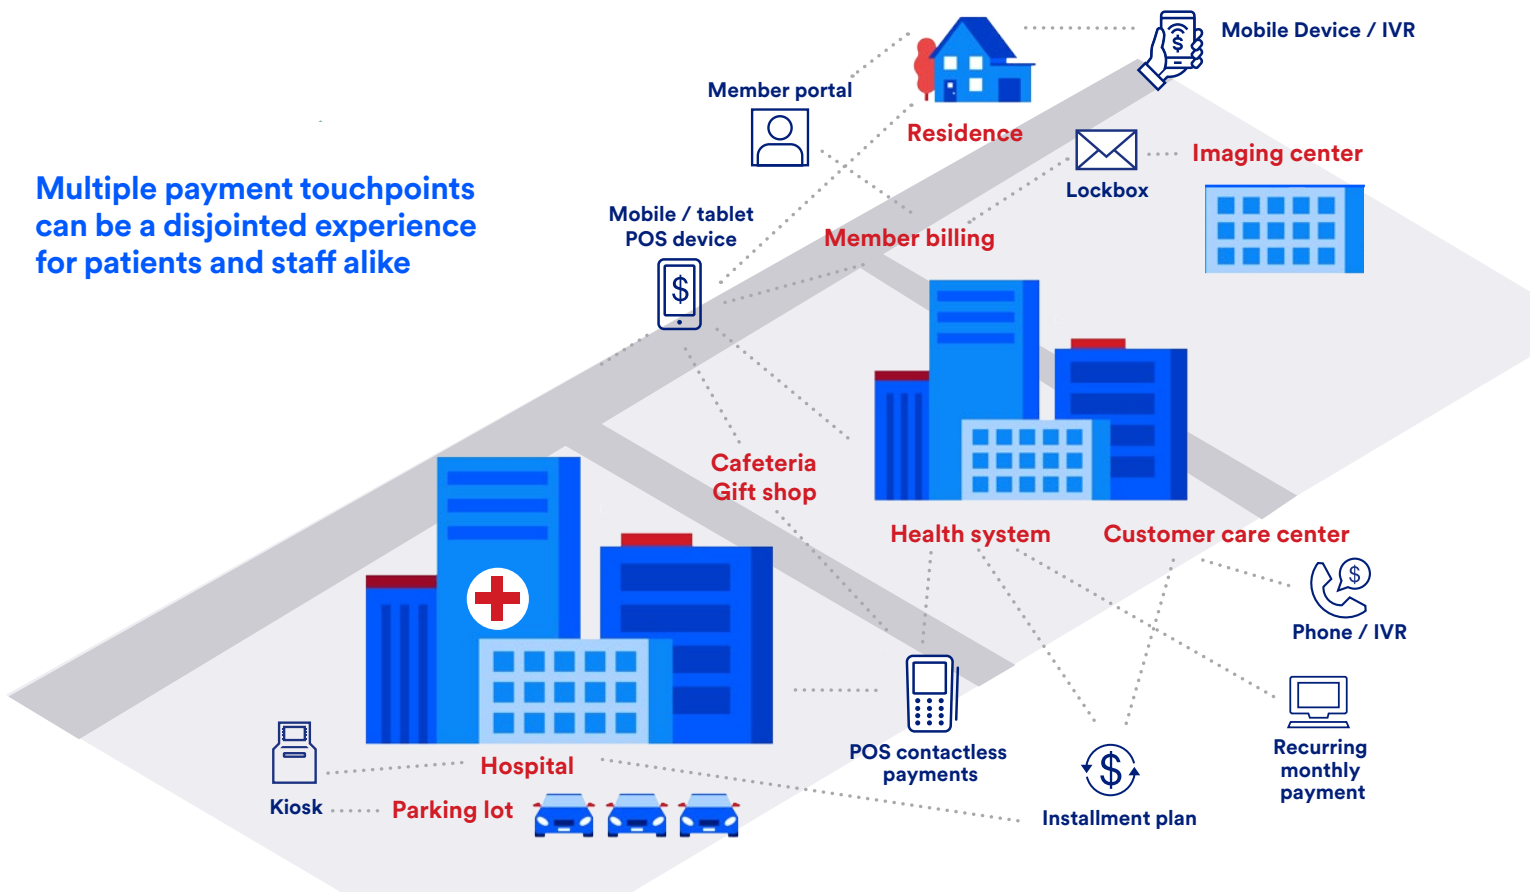 Mobile Device / IVR
Member portal
Residence
Imaging center
Lockbox
Multiple payment touchpoints
can be a disjointed experience
for patients and staff alike
Mobile / tablet
POS device
Member billing
$
$
Cafeteria
Gift shop
Health system
Customer care center
$
Phone / IVR
POS contactless
payments
Recurring
monthly
payment
Hospital
$
Kiosk
Parking lot
Installment plan